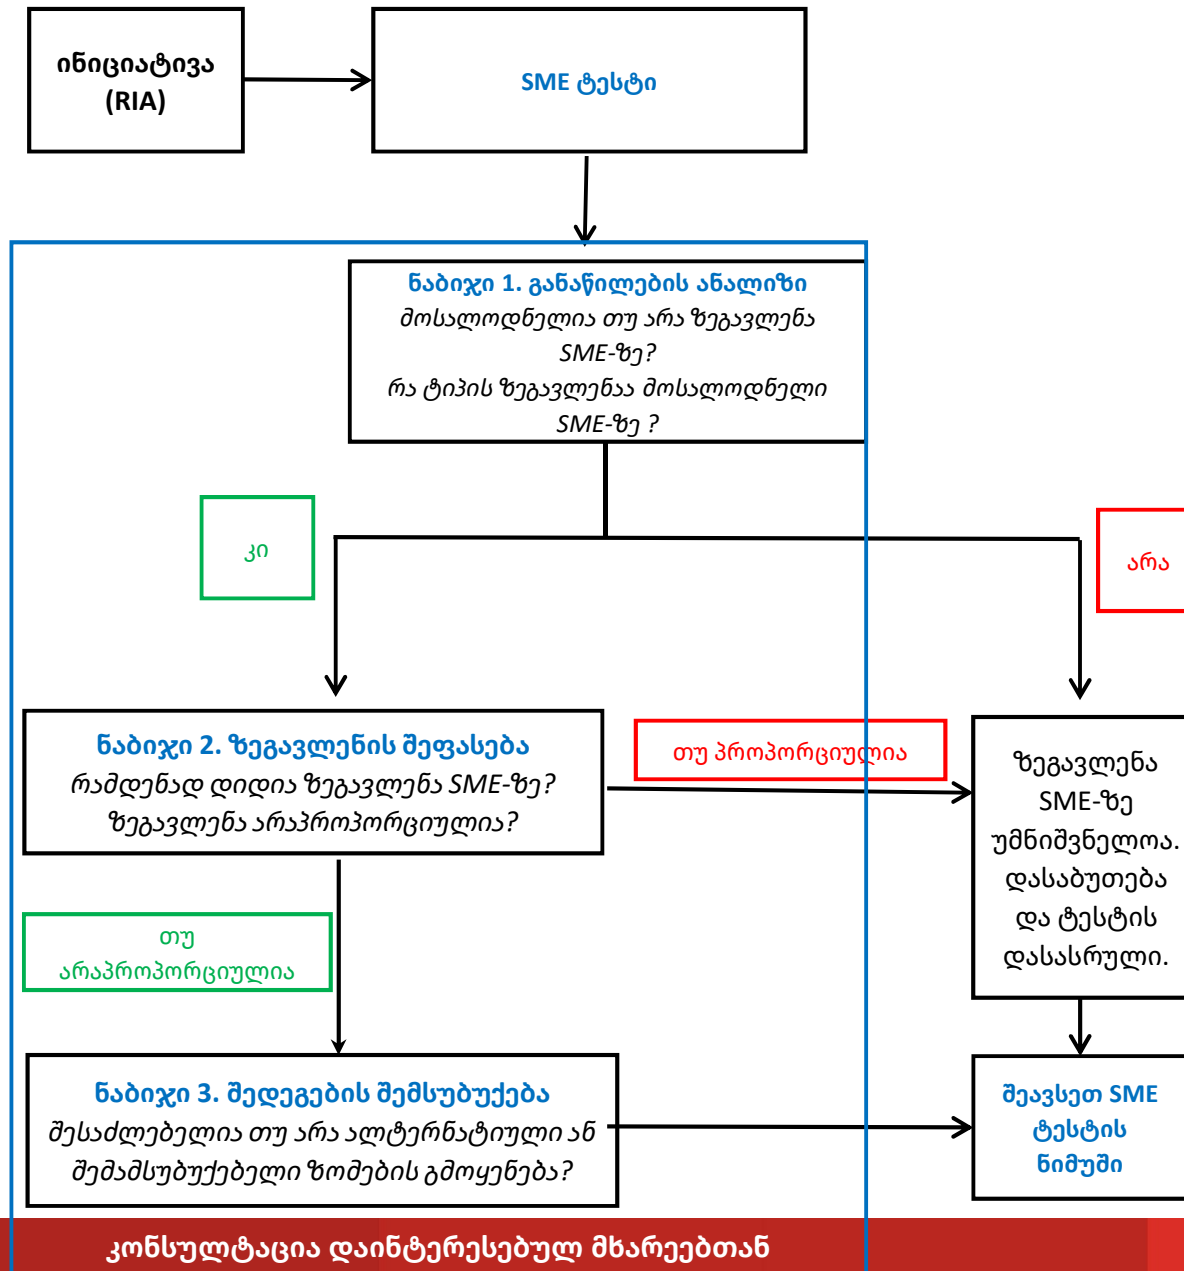 ინიციატივა
(RIA)
SME ტესტი
ნაბიჯი 1. განაწილების ანალიზი
მოსალოდნელია თუ არა ზეგავლენა
SME-ზე?
რა ტიპის ზეგავლენაა მოსალოდნელი
SME-ზე ?
კი
არა
ნაბიჯი 2. ზეგავლენის შეფასება
რამდენად დიდია ზეგავლენა SME-ზე?
ზეგავლენა არაპროპორციულია?
თუ პროპორციულია
ზეგავლენა
SME-ზე
უმნიშვნელოა.
დასაბუთება
და ტესტის
დასასრული.
თუ
არაპროპორციულია
ნაბიჯი 3. შედეგების შემსუბუქება
შესაძლებელია თუ არა ალტერნატიული ან
შემამსუბუქებელი ზომების გმოყენება?
შეავსეთ SME
ტესტის
ნიმუში
კონსულტაცია დაინტერესებულ მხარეებთან